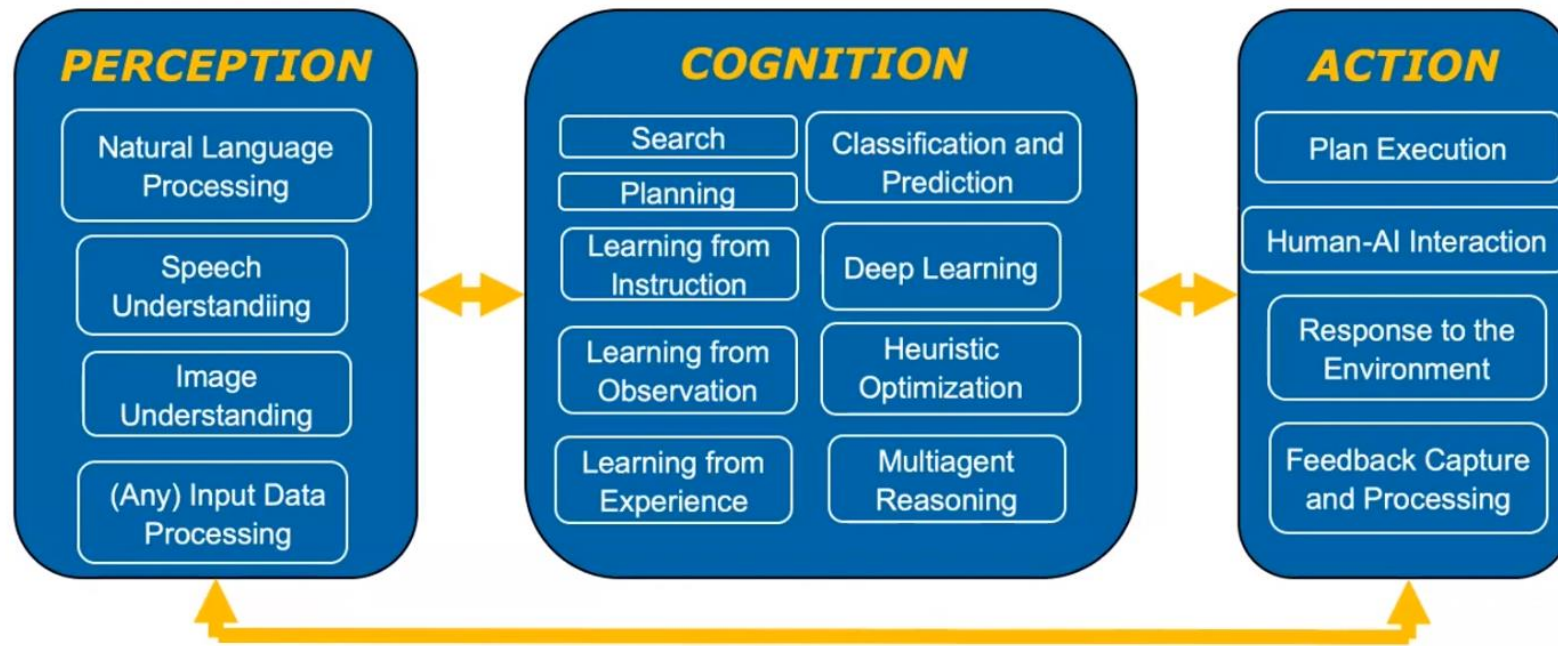 PERCEPTION
Natural Language
Processing
Speech
Understandiing
Image
Understanding
(Any) Input Data
Processing
COGNITION
Search
Planning
Learning from
Instruction
Learning from
Observation
Learning from
Experience
Classification and
Prediction
Deep Learning
Heuristic
Optimization
Multiagent
Reasoning
ACTION
Plan Execution
Human-AI Interaction
Response to the
Environment
Feedback Capture
and Processing